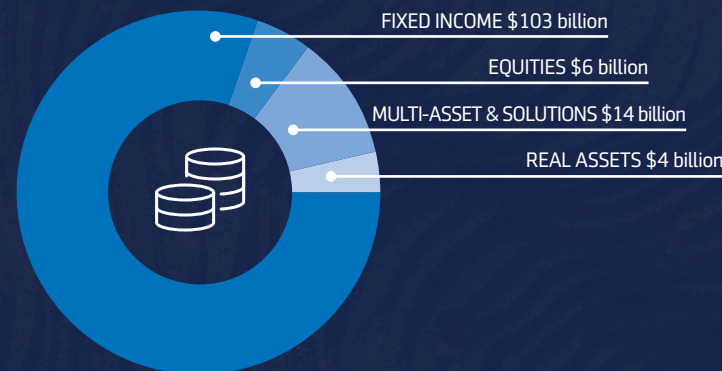 FIXED INCOME $103 billion
EQUITIES $6 billion
MULTI-ASSET & SOLUTIONS $14 billion
REAL ASSETS $4 billion